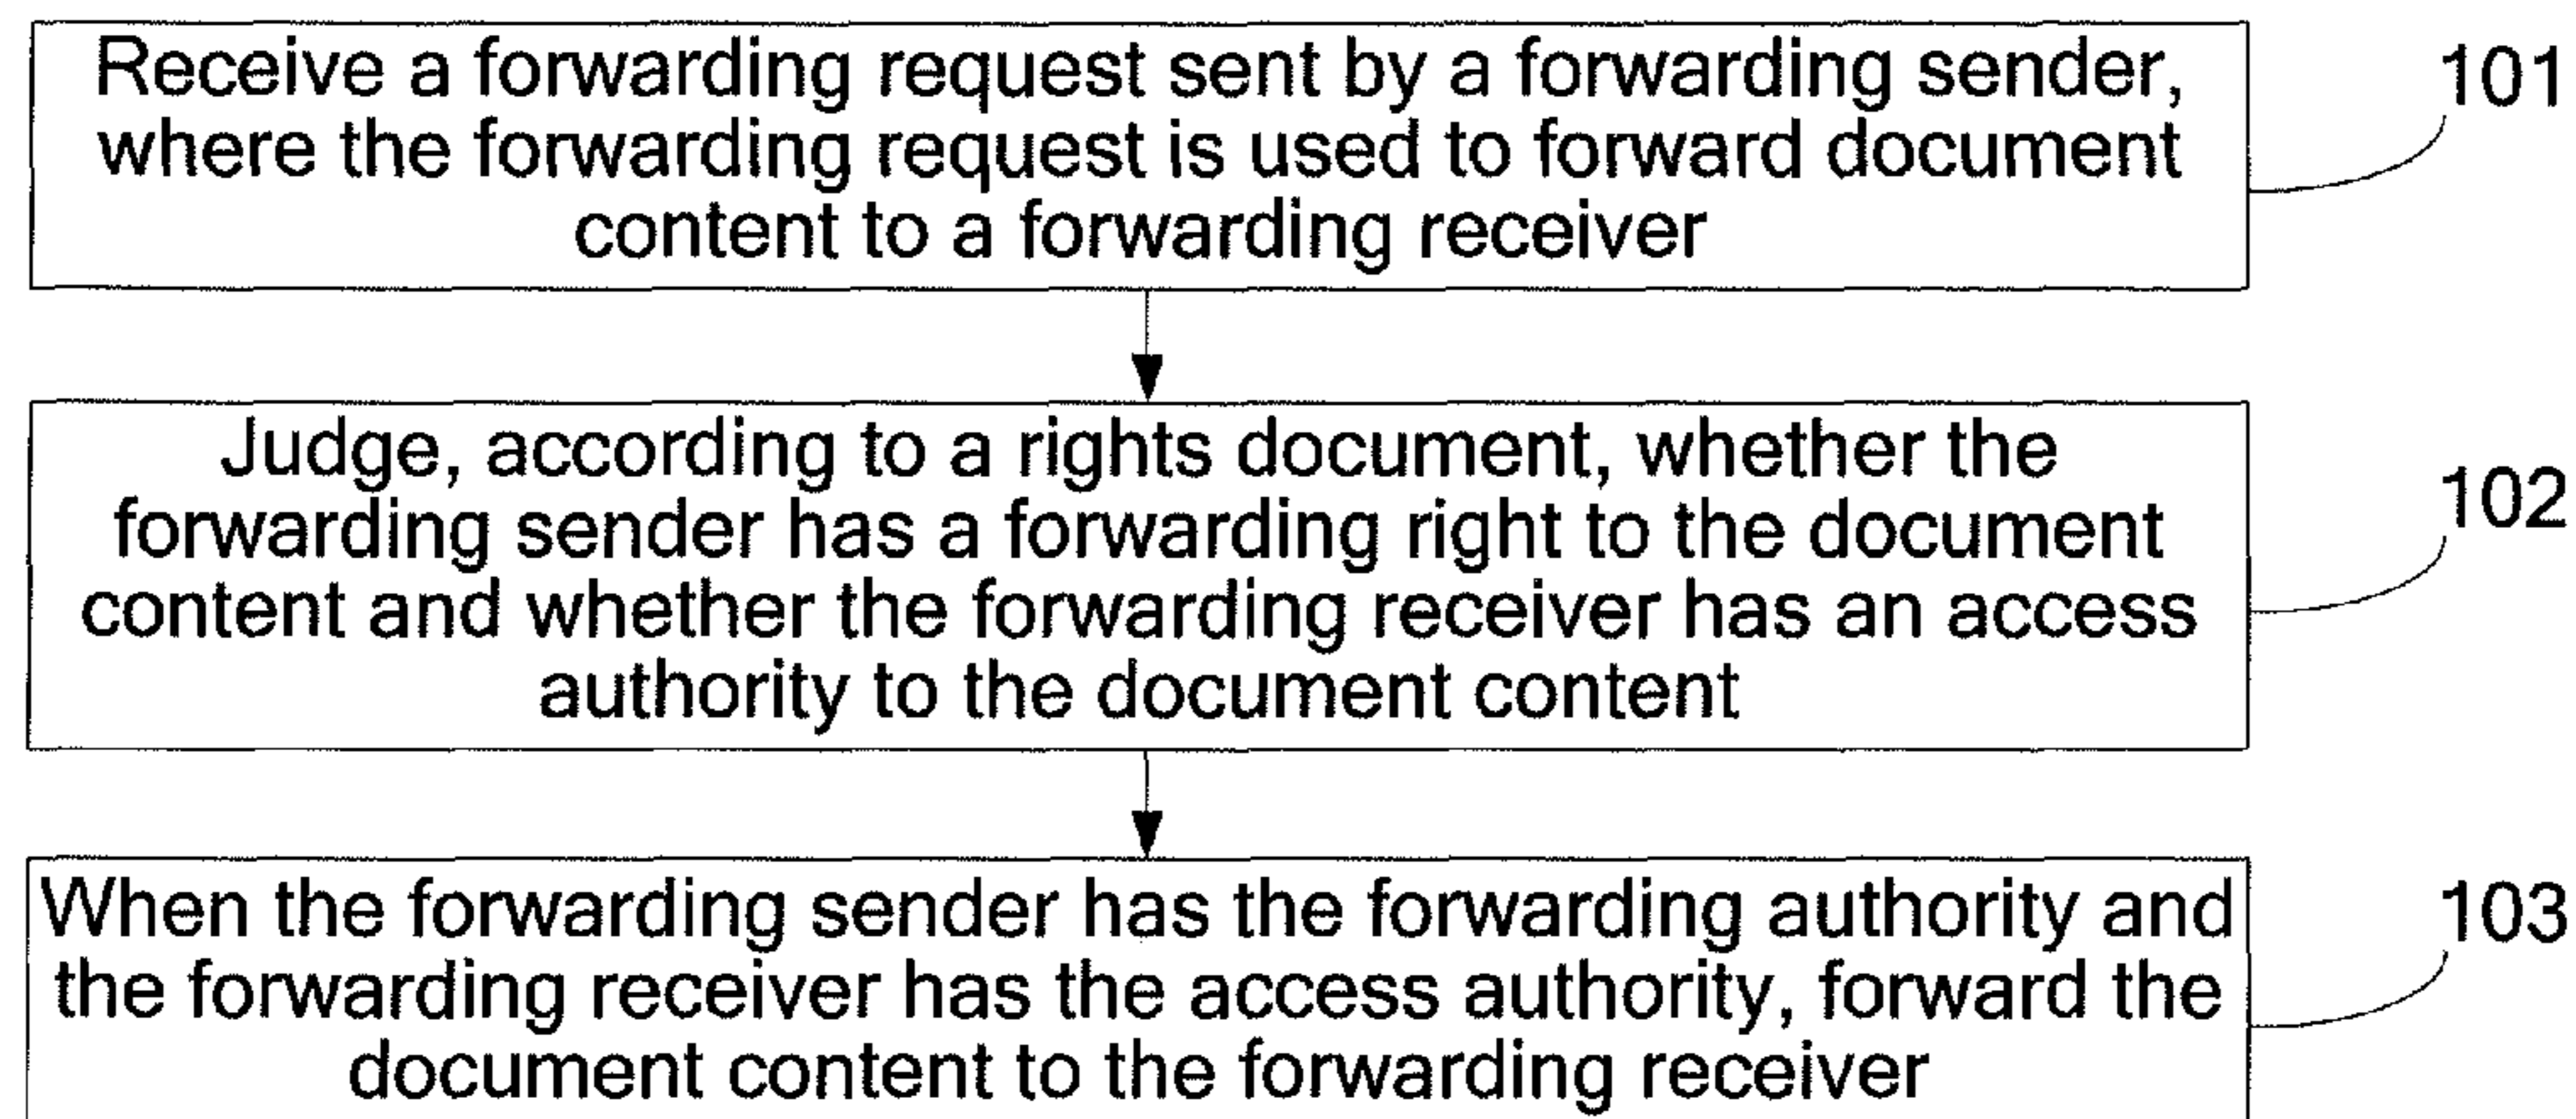 Receive a forwarding request sent by a forwarding sender,
where the forwarding request is used to forward document
content to a forwarding receiver
101
Judge, according to a rights document, whether the
forwarding sender has a forwarding right to the document
content and whether the forwarding receiver has an access
authority to the document content
102
When the forwarding sender has the forwarding authority and
the forwarding receiver has the access authority, forward the
document content to the forwarding receiver
103